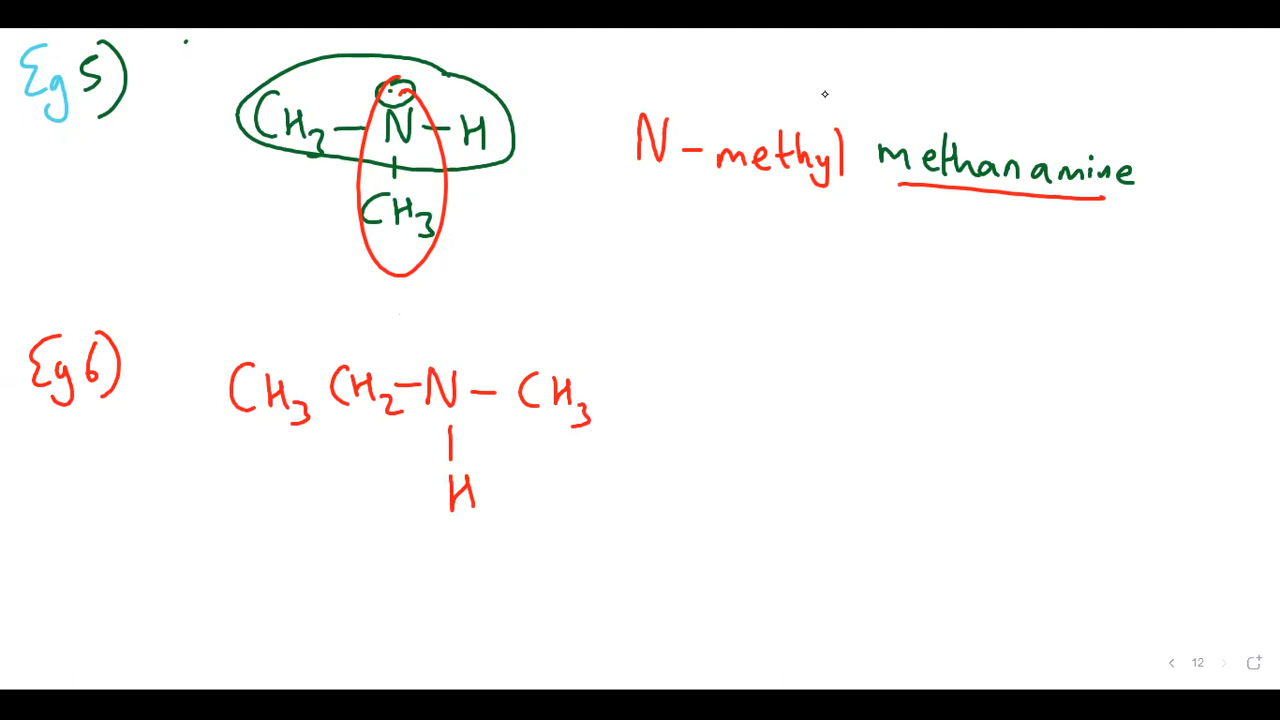 Eg 5)
CH3 – N – H
CH3
N - methyl methanamine
Eg 6)
CH3 CH2 – N – CH3
H
12